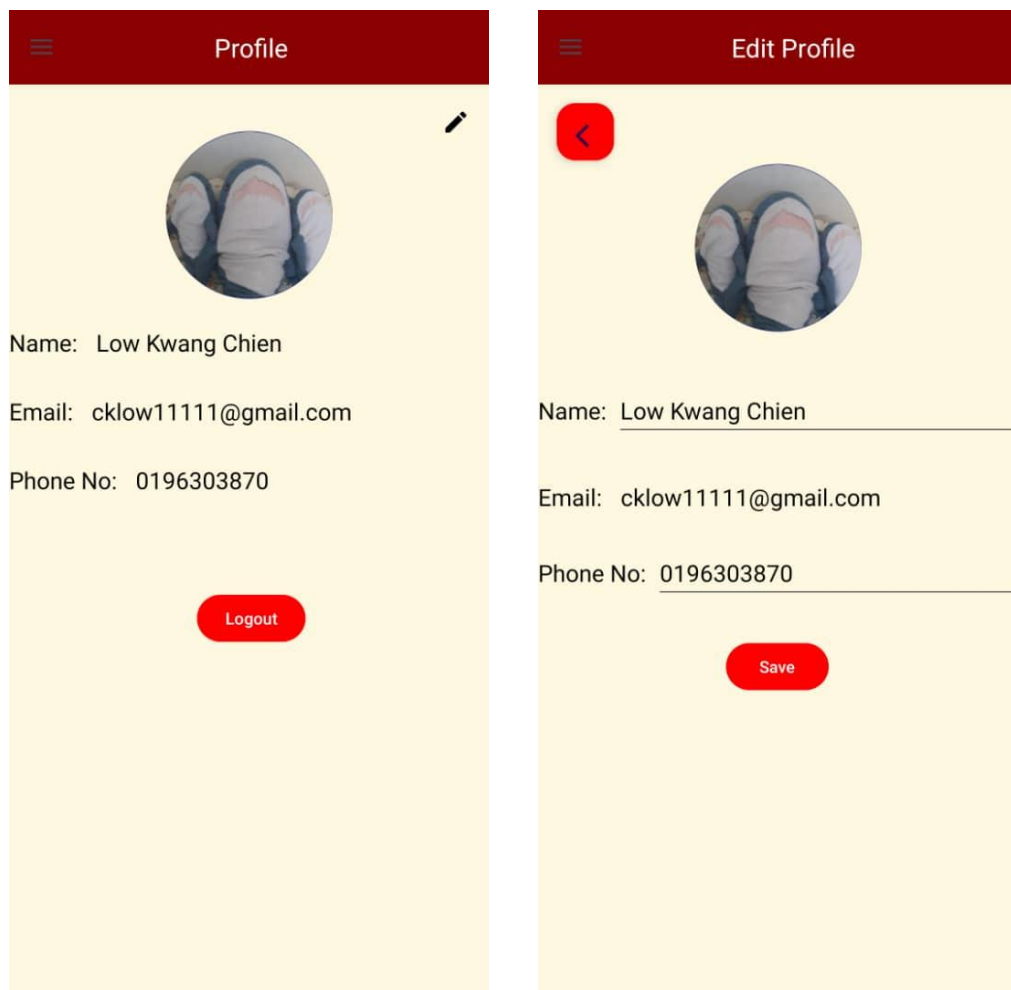 Profile
Name: Low Kwang Chien
Email: cklow11111@gmail.com
Phone No: 0196303870
Logout
Edit Profile
Name: Low Kwang Chien
Email: cklow11111@gmail.com
Phone No: 0196303870
Save